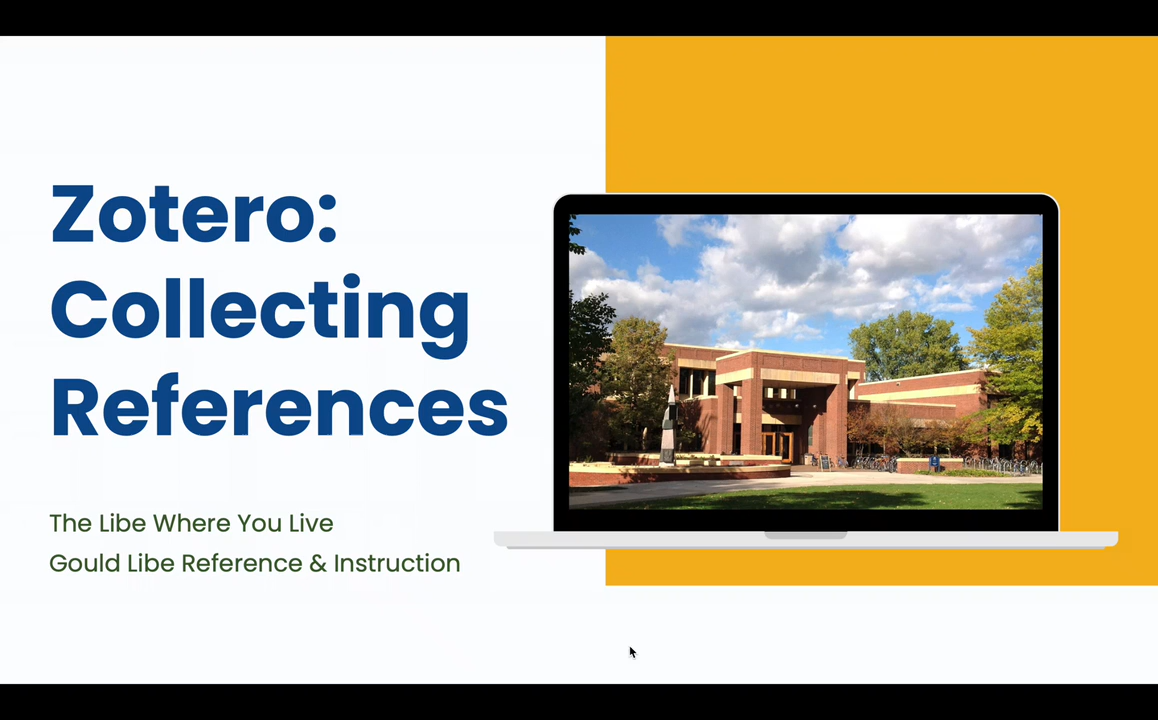 Zotero:
Collecting
References
The Libe Where You Live
Gould Libe Reference & Instruction